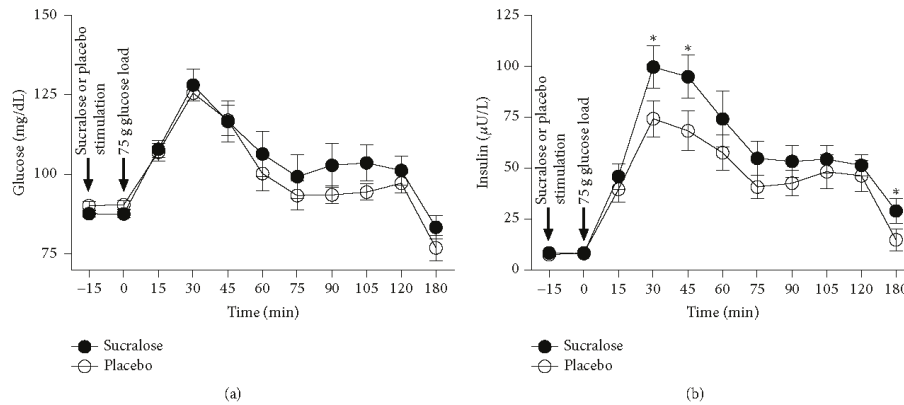 150
125
100
75
Glucose (mg/dL)
Sucralose or placebo
stimulation
75 g glucose load
−15 0 15 30 45 60 75 90 105 120 180
Time (min)
Sucralose
Placebo
(a)
125
100
75
50
25
0
Insulin (μU/L)
Sucralose or placebo
stimulation
75 g glucose load
* * *
−15 0 15 30 45 60 75 90 105 120 180
Time (min)
Sucralose
Placebo
(b)